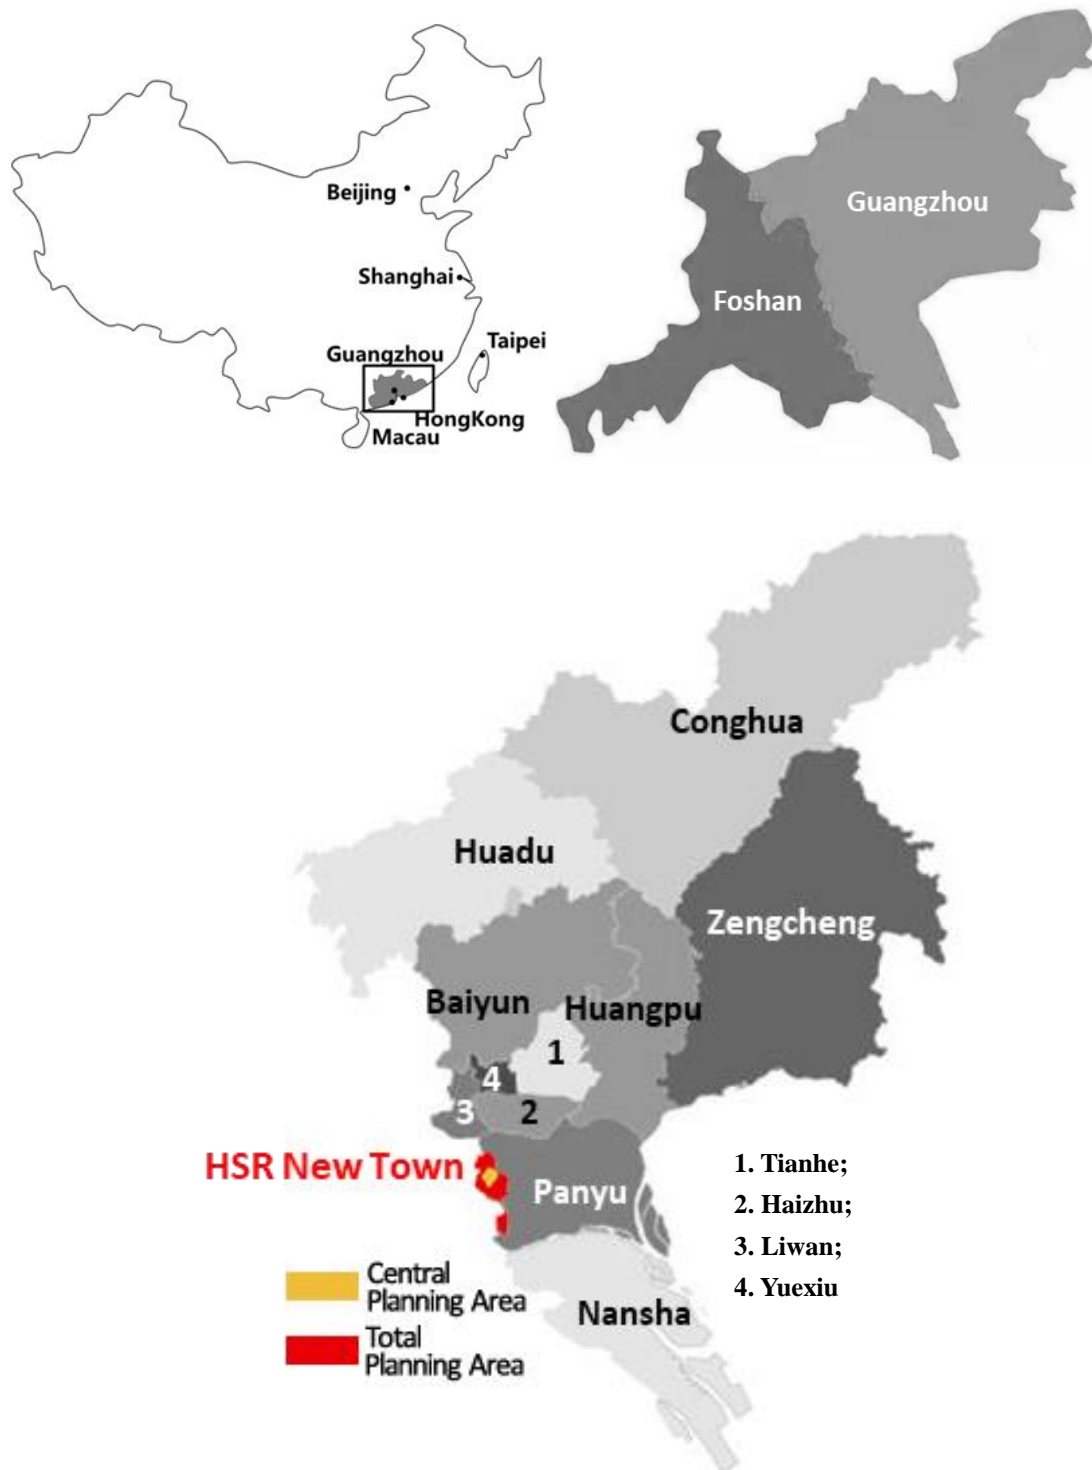 Beijing
Shanghai
Taipei
Guangzhou
HongKong
Macau
Guangzhou
Foshan
Conghua
Huadu
Zengcheng
Baiyun
Huangpu
1
4
3
2
HSR New Town
Panyu
1. Tianhe;
2. Haizhu;
3. Liwan;
4. Yuexiu
Central
Planning Area
Total
Planning Area
Nansha